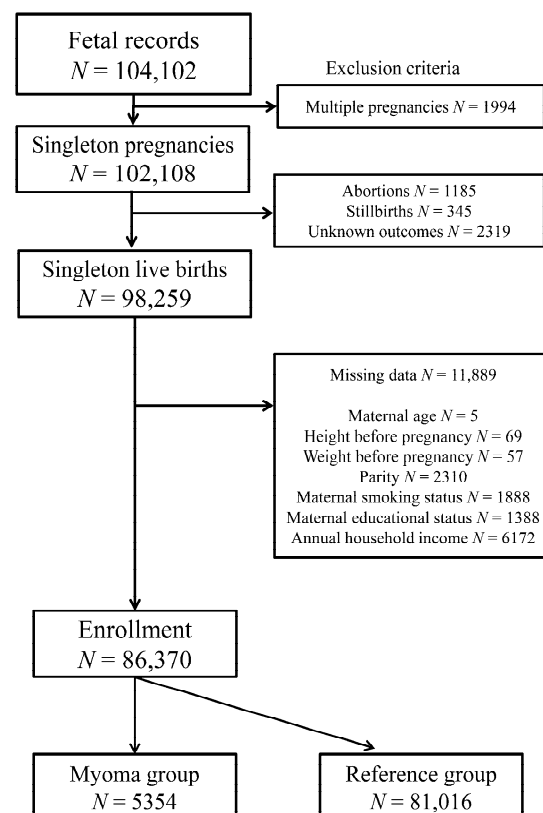 Fetal records
N = 104,102
Exclusion criteria
Multiple pregnancies N = 1994
Singleton pregnancies
N = 102,108
Abortions N = 1185
Stillbirths N = 345
Unknown outcomes N = 2319
Singleton live births
N = 98,259
Missing data N = 11,889
Maternal age N = 5
Height before pregnancy N = 69
Weight before pregnancy N = 57
Parity N = 2310
Maternal smoking status N = 1888
Maternal educational status N = 1388
Annual household income N = 6172
Enrollment
N = 86,370
Myoma group
N = 5354
Reference group
N = 81,016